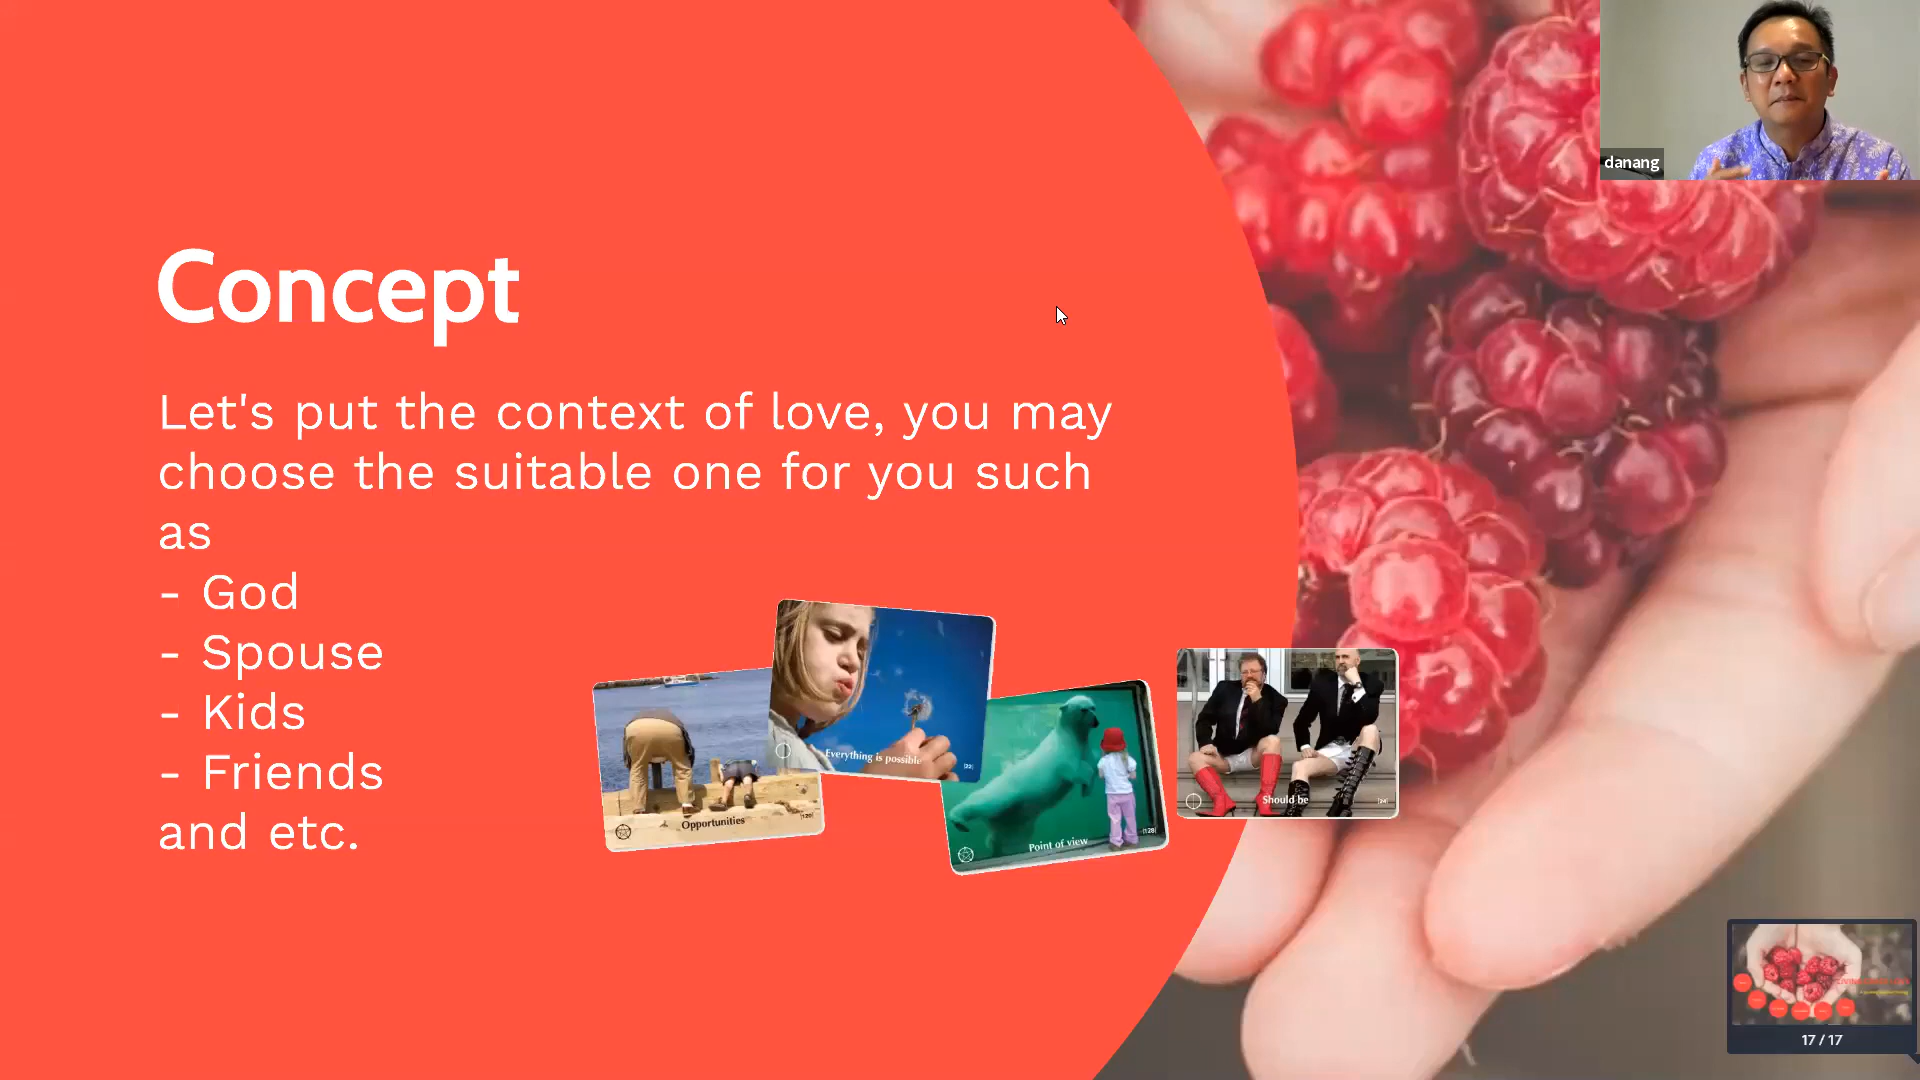 danang
Concept
Let's put the context of love, you may
choose the suitable one for you such
as
- God
- Spouse
- Kids
- Friends
and etc.
Everything is possible
Opportunities
Point of view
Should be
17 / 17